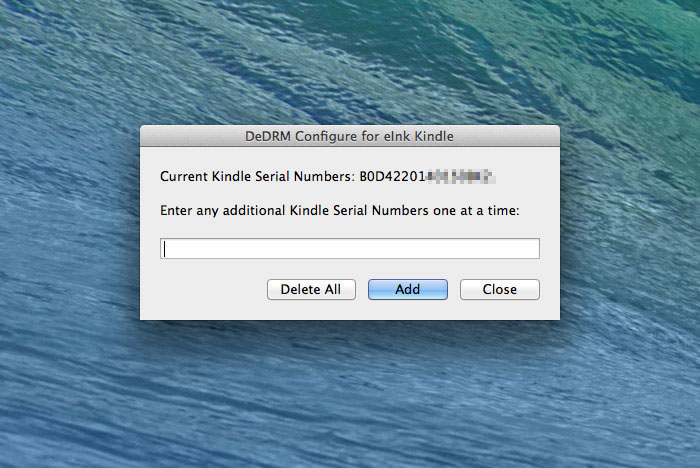 DeDRM Configure for eInk Kindle
Current Kindle Serial Numbers: B0D42201
Enter any additional Kindle Serial Numbers one at a time:
Delete All
Add
Close